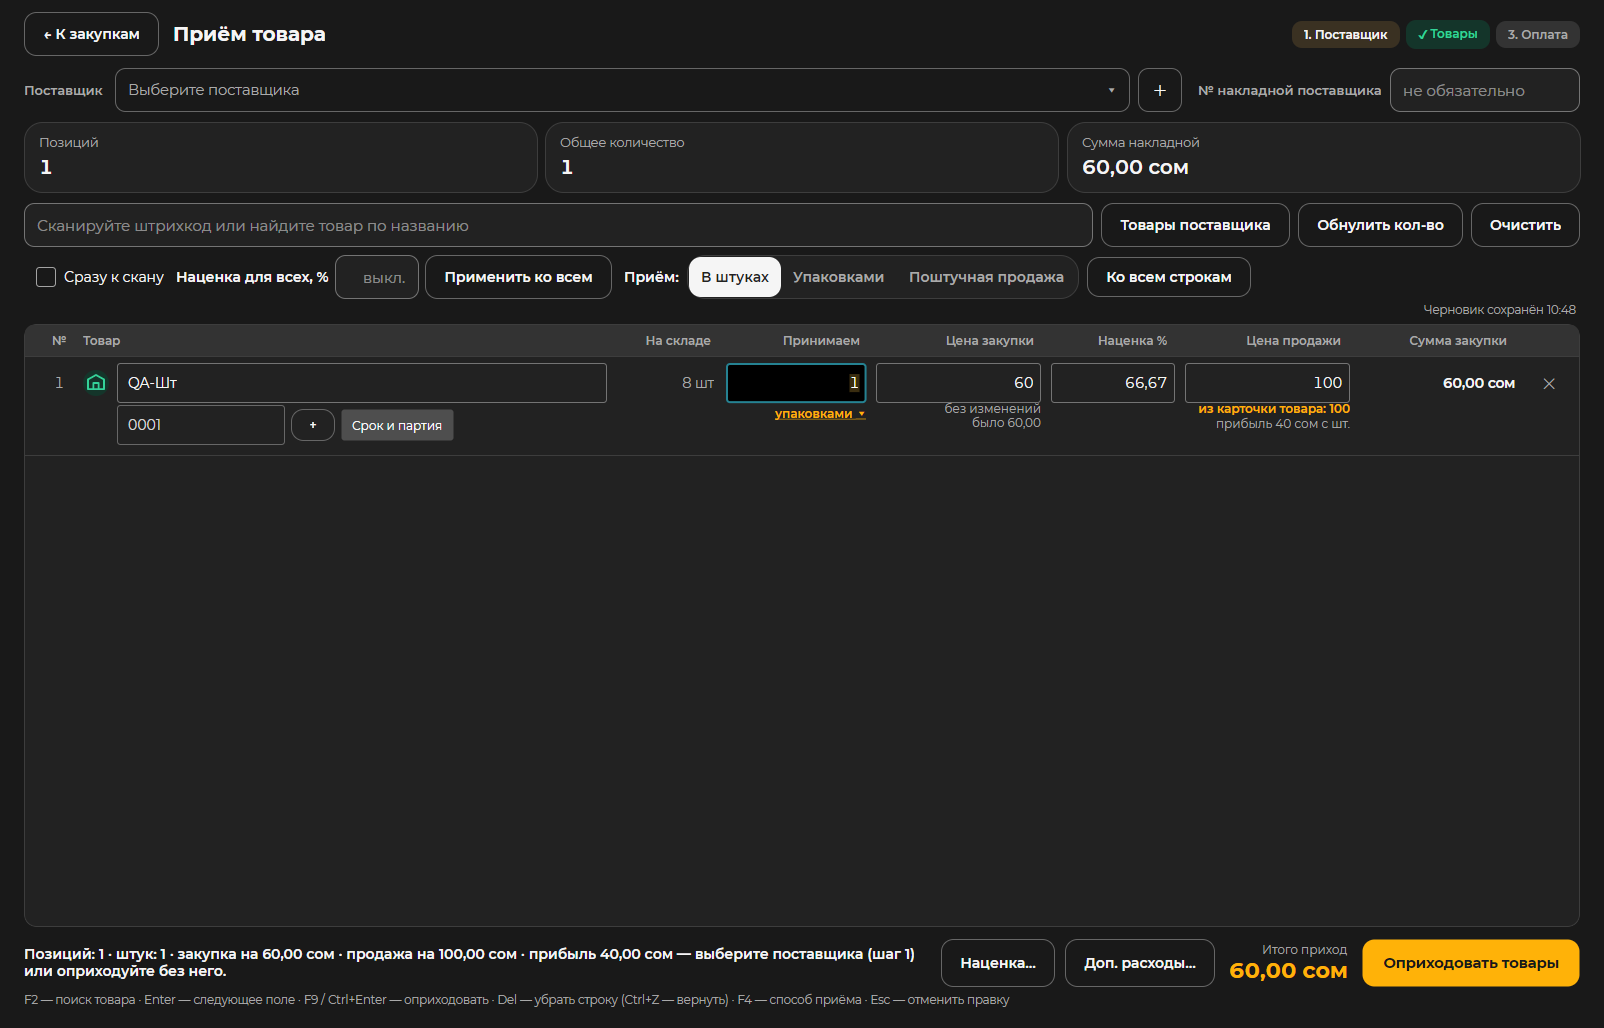 ← К закупкам
Приём товара
1. Поставщик
✓ Товары
3. Оплата
Поставщик
Выберите поставщика
+
№ накладной поставщика
не обязательно
Позиций
1
Общее количество
1
Сумма накладной
60,00 сом
Сканируйте штрихкод или найдите товар по названию
Товары поставщика
Обнулить кол-во
Очистить
Сразу к скану
Наценка для всех, %
выкл.
Применить ко всем
Приём:
В штуках
Упаковками
Поштучная продажа
Ко всем строкам
Черновик сохранён 10:48
№ Товар На складе Принимаем Цена закупки Наценка % Цена продажи Сумма закупки
1 QA-Шт 8 шт 1 60 66,67 100 60,00 сом
упаковками
без изменений
было 60,00
из карточки товара: 100
прибыль 40 сом с шт.
0001
+
Срок и партия
Позиций: 1 · штук: 1 · закупка на 60,00 сом · продажа на 100,00 сом · прибыль 40,00 сом — выберите поставщика (шаг 1)
или оприходуйте без него.
Наценка...
Доп. расходы...
Итого приход
60,00 сом
Оприходовать товары
F2 — поиск товара · Enter — следующее поле · F9 / Ctrl+Enter — оприходовать · Del — убрать строку (Ctrl+Z — вернуть) · F4 — способ приёма · Esc — отменить правку